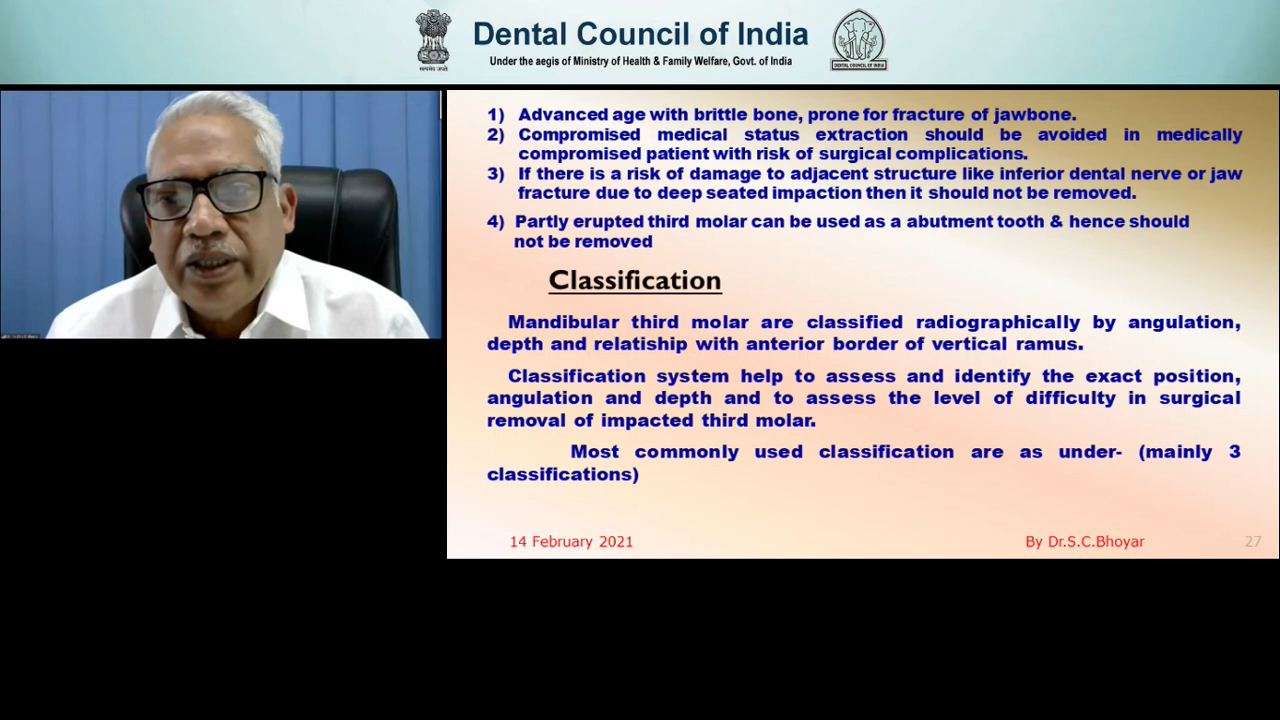 Dental Council of India
Under the aegis of Ministry of Health & Family Welfare, Govt. of India
DENTAL COUNCIL OF INDIA
1) Advanced age with brittle bone, prone for fracture of jawbone.
2) Compromised medical status extraction should be avoided in medically
compromised patient with risk of surgical complications.
3) If there is a risk of damage to adjacent structure like inferior dental nerve or jaw
fracture due to deep seated impaction then it should not be removed.
4) Partly erupted third molar can be used as a abutment tooth & hence should
not be removed
Classification
Mandibular third molar are classified radiographically by angulation,
depth and relatiship with anterior border of vertical ramus.
Classification system help to assess and identify the exact position,
angulation and depth and to assess the level of difficulty in surgical
removal of impacted third molar.
Most commonly used classification are as under- (mainly 3
classifications)
14 February 2021 By Dr.S.C.Bhoyar 27